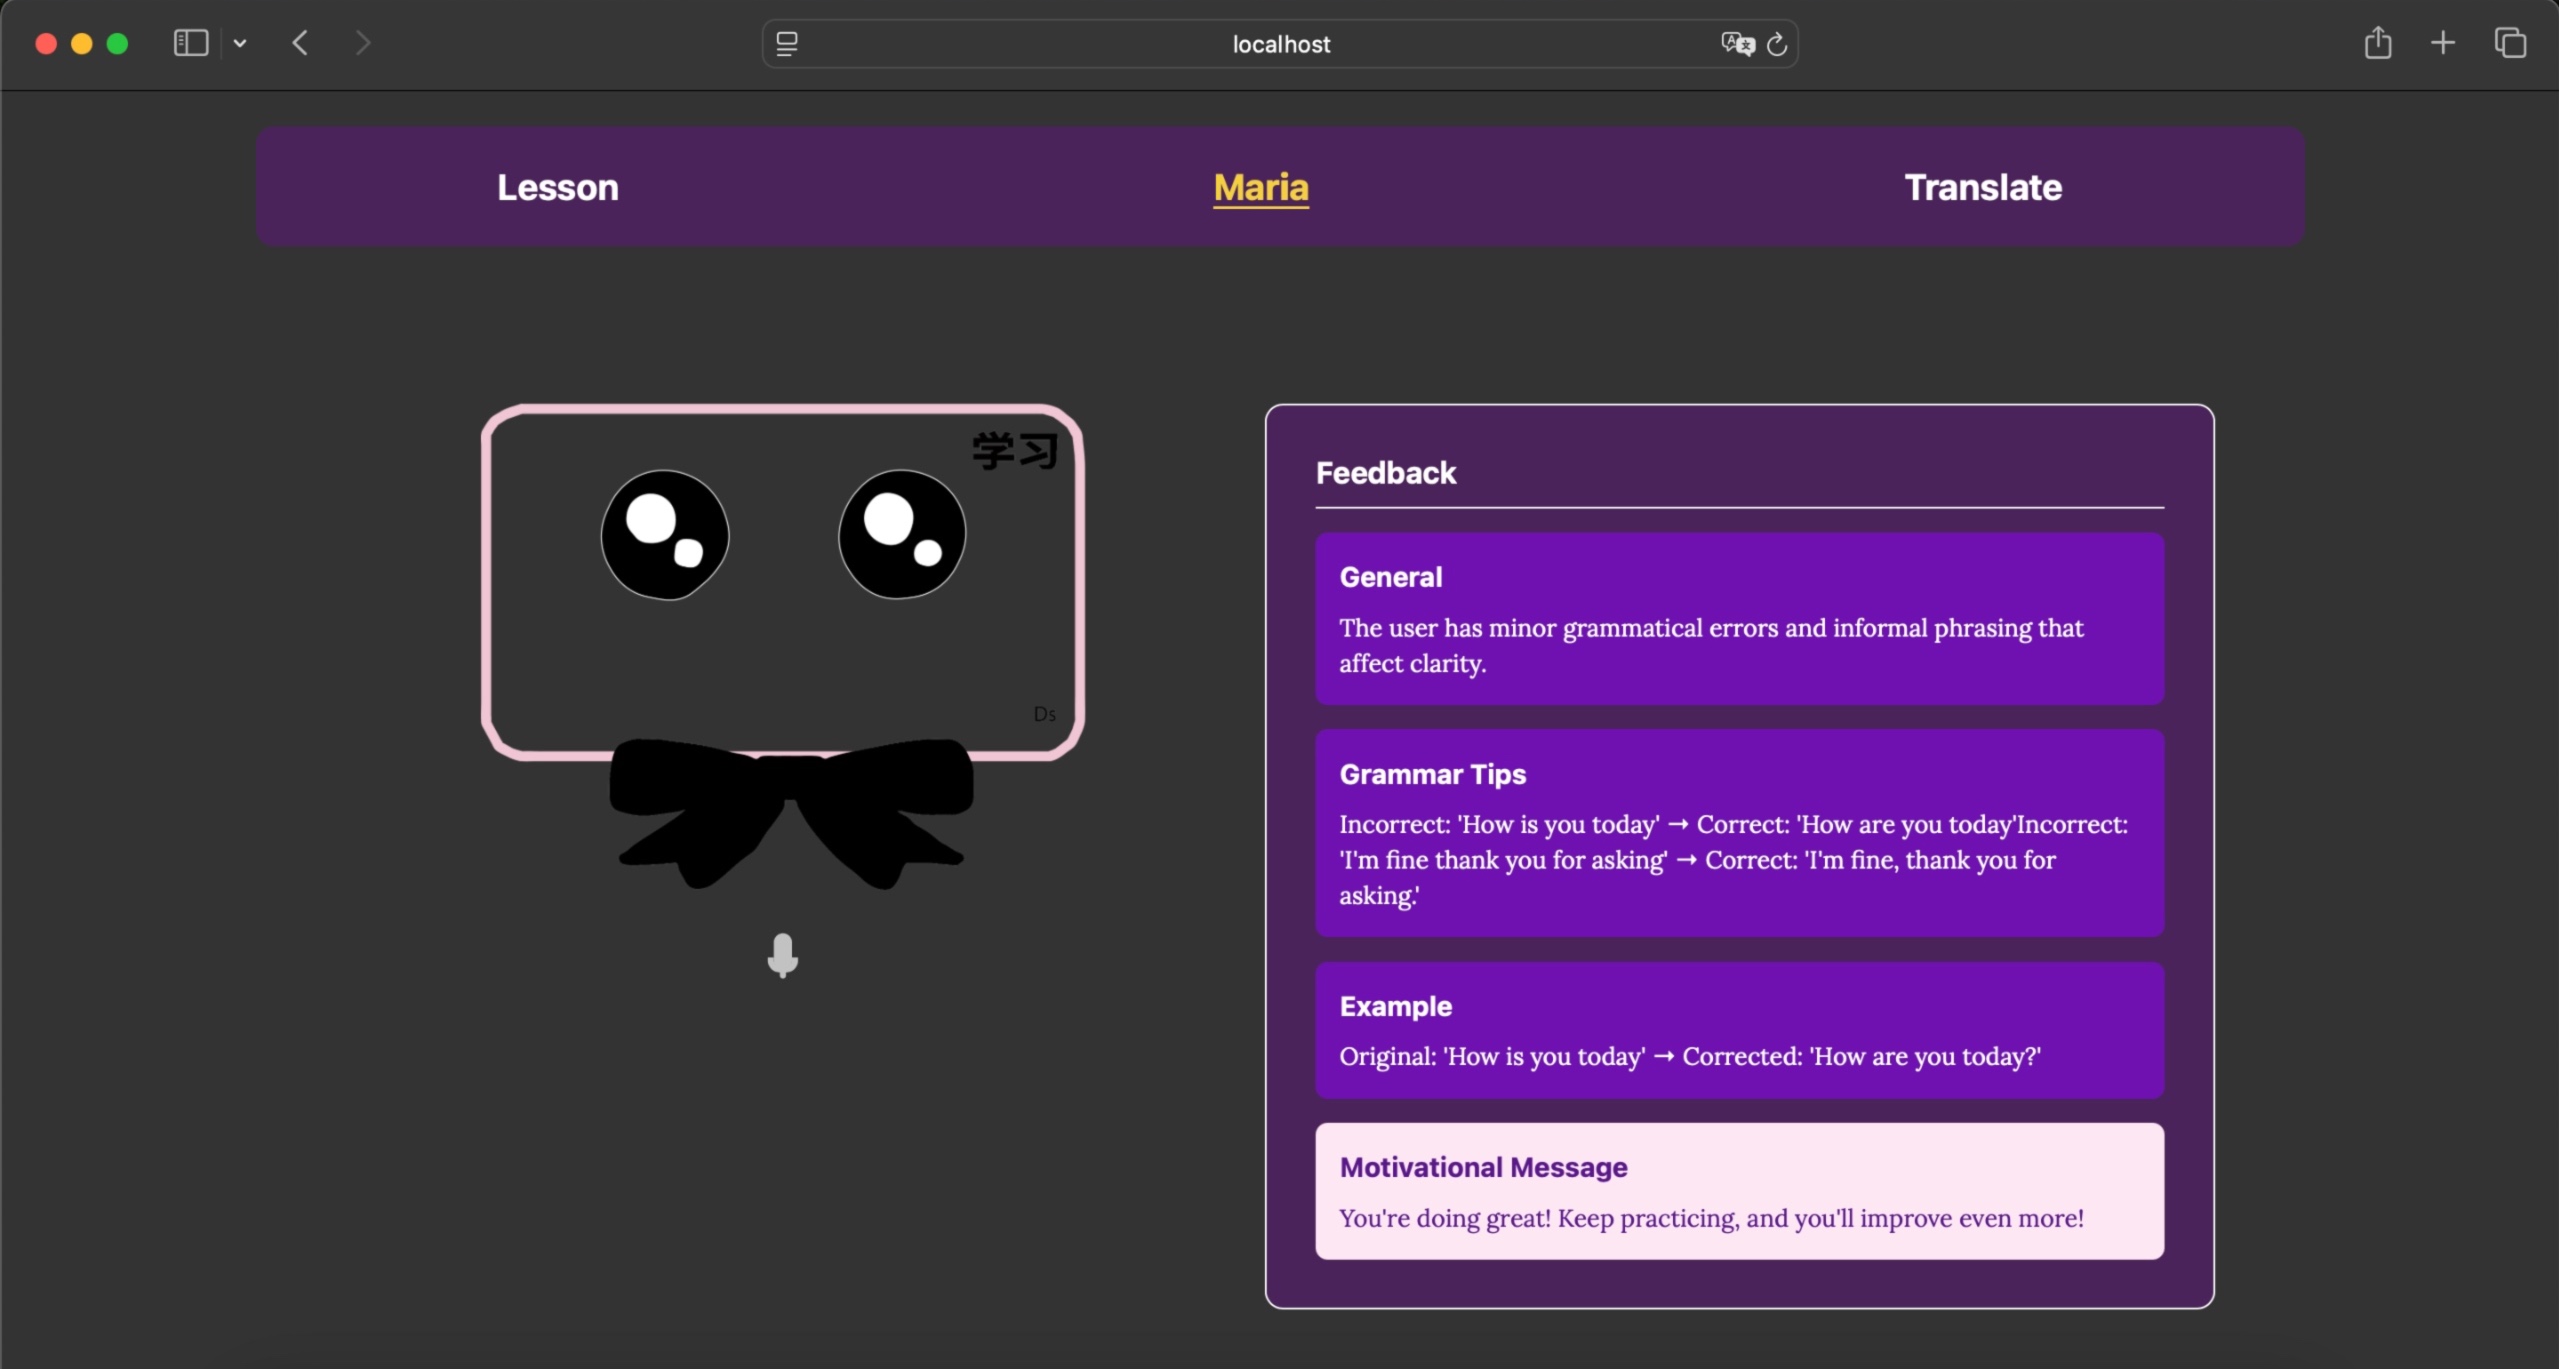 localhost
Lesson
Maria
Translate
学习
Ds
Feedback
General
The user has minor grammatical errors and informal phrasing that
affect clarity.
Grammar Tips
Incorrect: 'How is you today' → Correct: 'How are you today'Incorrect:
'I'm fine thank you for asking' → Correct: 'I'm fine, thank you for
asking.'
Example
Original: 'How is you today' → Corrected: 'How are you today?'
Motivational Message
You're doing great! Keep practicing, and you'll improve even more!